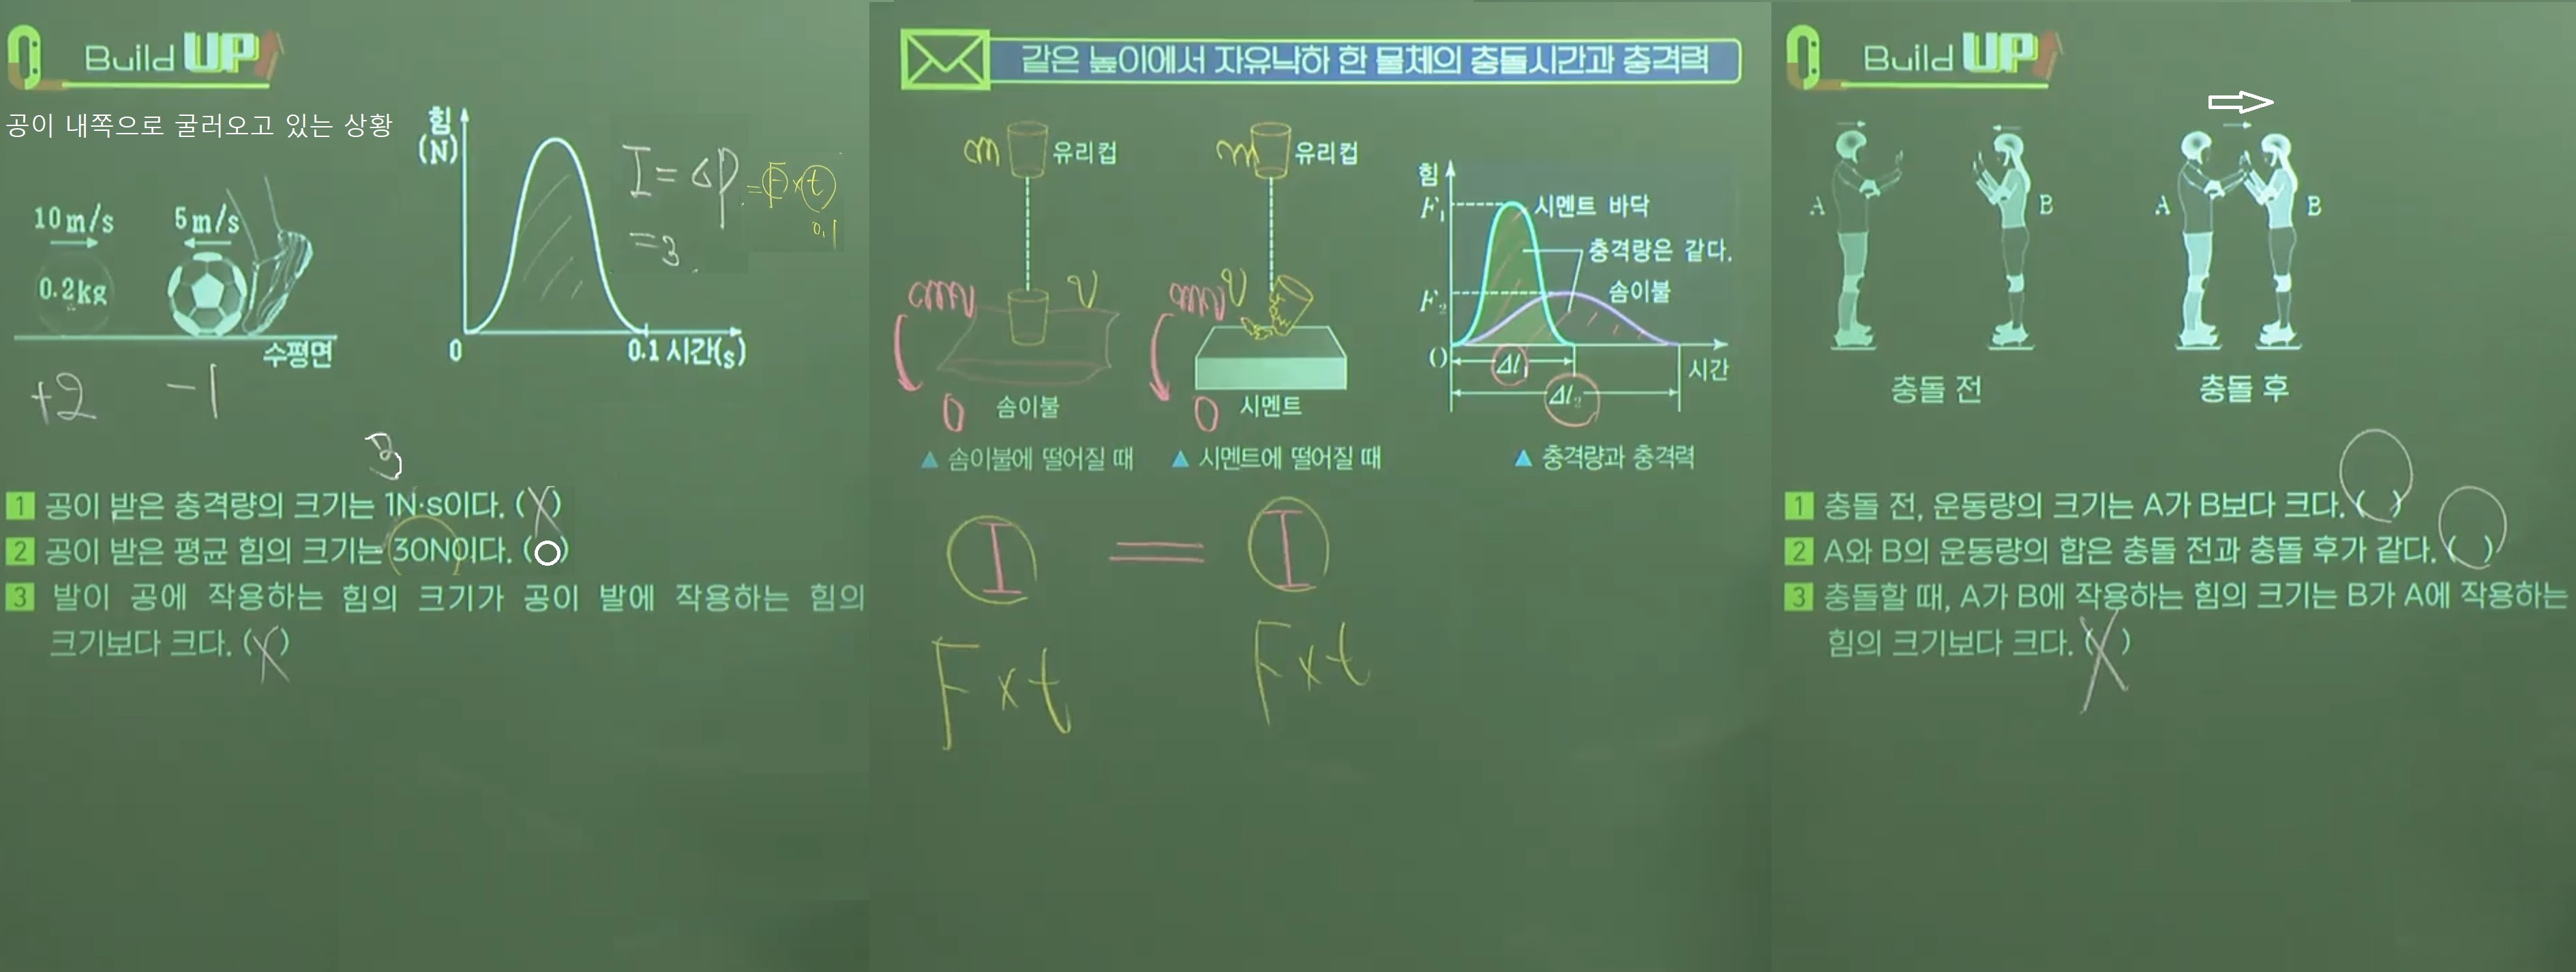 Build UP
공이 내쪽으로 굴러오고 있는 상황
힘
(N)
I = Δp = F × t
= 3
0.1
10 m/s
5 m/s
0.2kg
수평면
0
0.1 시간(s)
+2
-1
3
1 공이 받은 충격량의 크기는 1N·s이다. (X)
2 공이 받은 평균 힘의 크기는 30N이다. (O)
3 발이 공에 작용하는 힘의 크기가 공이 발에 작용하는 힘의
크기보다 크다. (X)
같은 높이에서 자유낙하 한 물체의 충돌시간과 충격력
m
유리컵
m
유리컵
mv
v
0
솜이불
mv
v
0
시멘트
▲ 솜이불에 떨어질 때
▲ 시멘트에 떨어질 때
힘
F₁
시멘트 바닥
충격량은 같다.
F₂
솜이불
O
Δt₁
시간
Δt₂
▲ 충격량과 충격력
I = I
F×t
F×t
Build UP
A
B
A
B
충돌 전
충돌 후
1 충돌 전, 운동량의 크기는 A가 B보다 크다. (O)
2 A와 B의 운동량의 합은 충돌 전과 충돌 후가 같다. (O)
3 충돌할 때, A가 B에 작용하는 힘의 크기는 B가 A에 작용하는
힘의 크기보다 크다. (X)